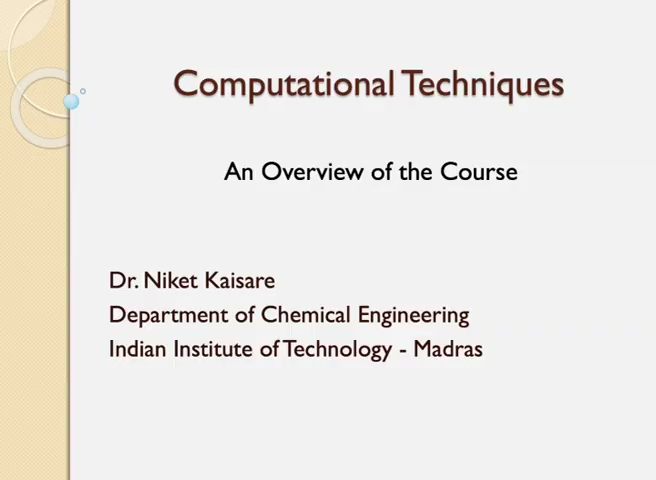 Computational Techniques
An Overview of the Course
Dr. Niket Kaisare
Department of Chemical Engineering
Indian Institute of Technology - Madras